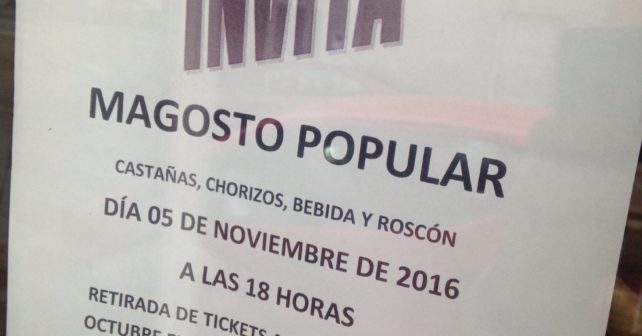 INVITA
MAGOSTO POPULAR
CASTAÑAS, CHORIZOS, BEBIDA Y ROSCÓN
DÍA 05 DE NOVIEMBRE DE 2016
A LAS 18 HORAS
RETIRADA DE TICKETS
OCTUBRE